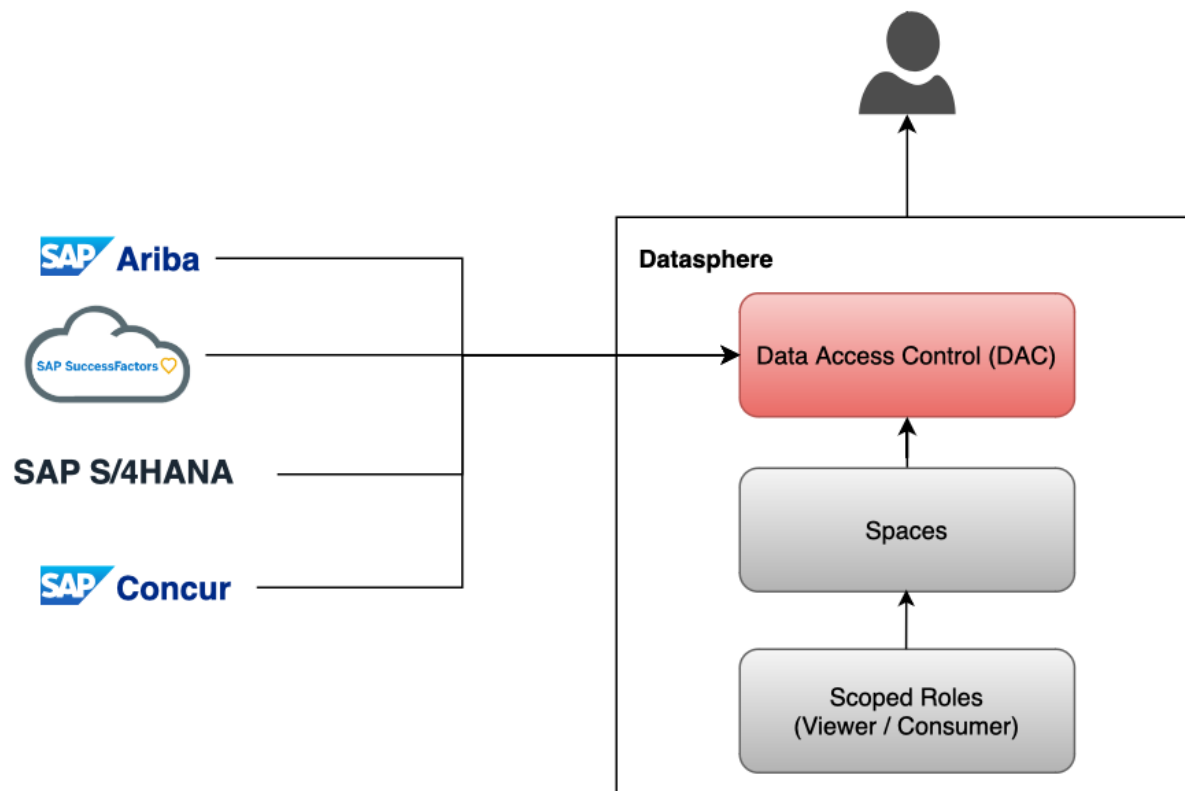 SAP Ariba
SAP SuccessFactors
SAP S/4HANA
SAP Concur
Datasphere
Data Access Control (DAC)
Spaces
Scoped Roles
(Viewer / Consumer)